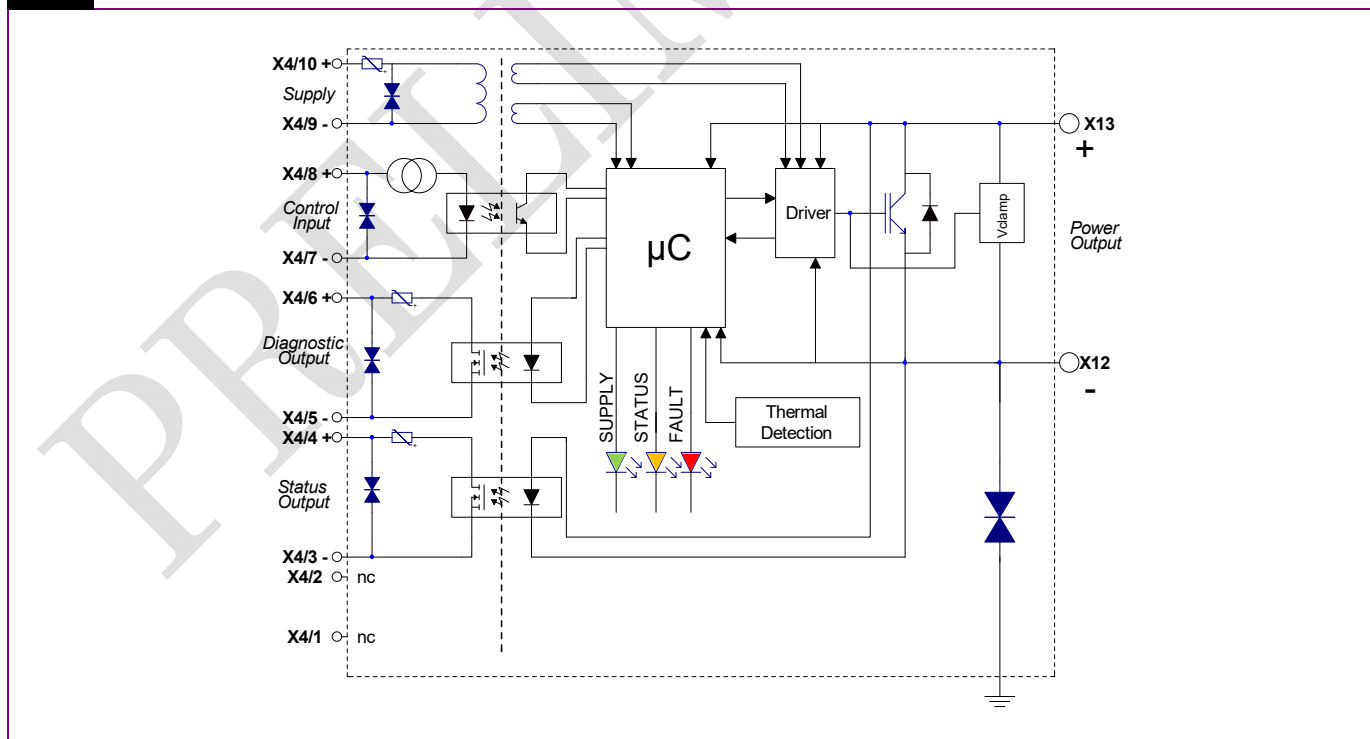 PRELIM
X4/10 +
Supply
X4/9 -
X4/8 +
Control
Input
X4/7 -
X4/6 +
Diagnostic
Output
X4/5 -
X4/4 +
Status
Output
X4/3 -
X4/2
nc
X4/1
nc
µC
Driver
Vclamp
X13
+
Power
Output
X12
-
SUPPLY
STATUS
FAULT
Thermal
Detection